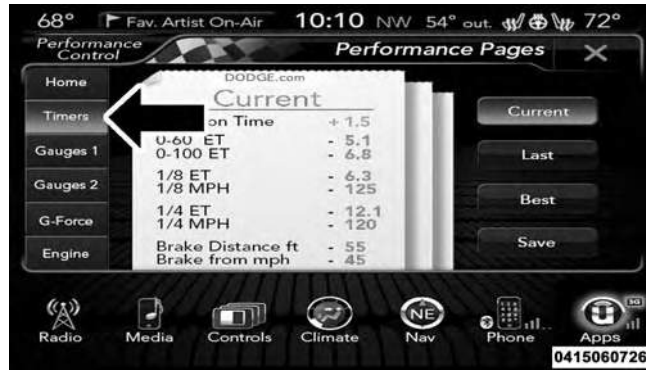 68° Fav. Artist On-Air 10:10 NW 54° out. 72°
Performance Control
Performance Pages
Home
Timers
Gauges 1
Gauges 2
G-Force
Engine
DODGE.com
Current
on Time + 1.5
0-60 ET - 5.1
0-100 ET - 6.8
1/8 ET - 6.3
1/8 MPH - 125
1/4 ET - 12.1
1/4 MPH - 120
Brake Distance ft - 55
Brake from mph - 45
Current
Last
Best
Save
NE
3G
Radio
Media
Controls
Climate
Nav
Phone
Apps
0415060726